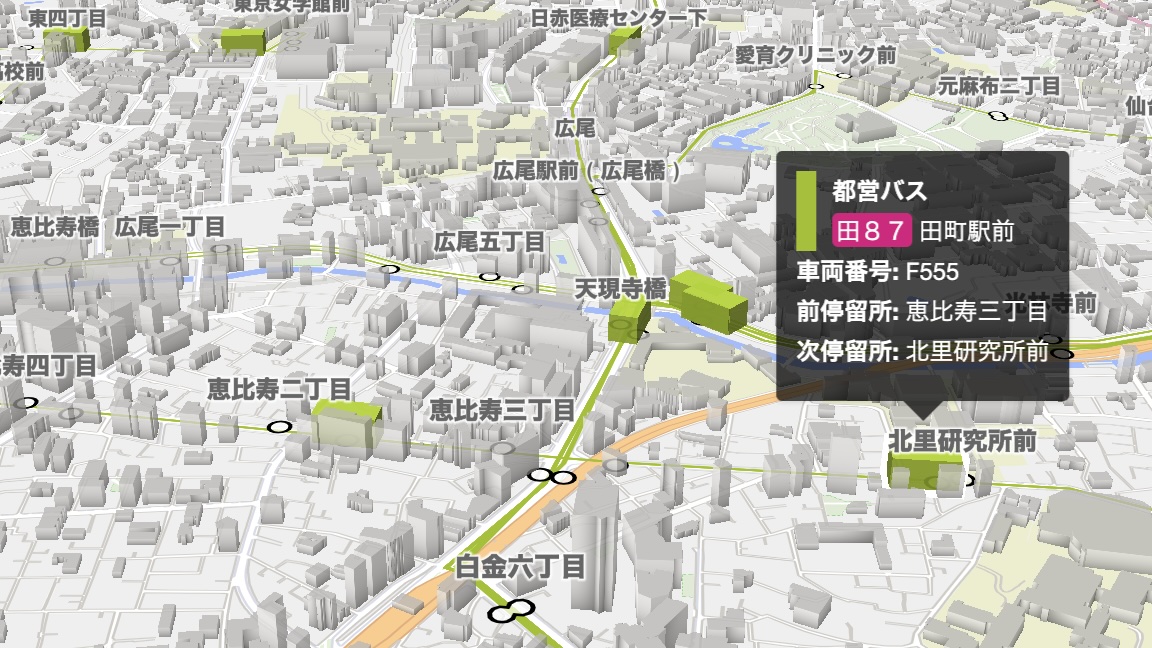 東四丁目
東京女学館前
日赤医療センター下
高校前
愛育クリニック前
元麻布二丁目
広尾
広尾駅前（広尾橋）
恵比寿橋
広尾一丁目
広尾五丁目
天現寺橋
都営バス
田８７ 田町駅前
車両番号: F555
前停留所: 恵比寿三丁目
次停留所: 北里研究所前
光林寺前
恵比寿二丁目
恵比寿三丁目
北里研究所前
白金六丁目